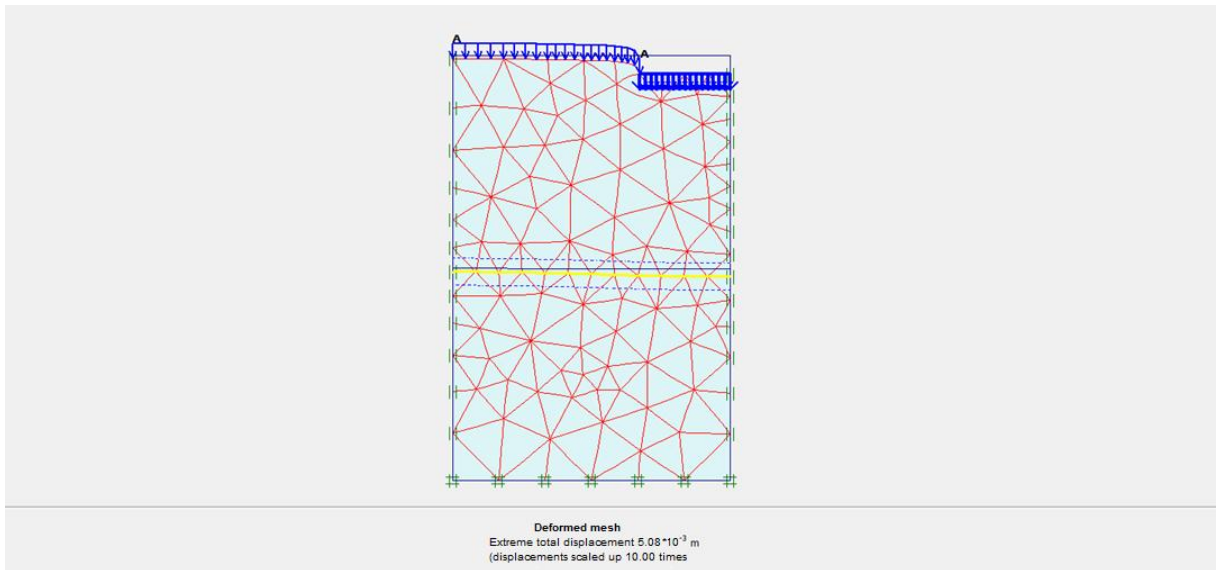 A
A
Deformed mesh
Extreme total displacement 5.08*10⁻³ m
(displacements scaled up 10.00 times